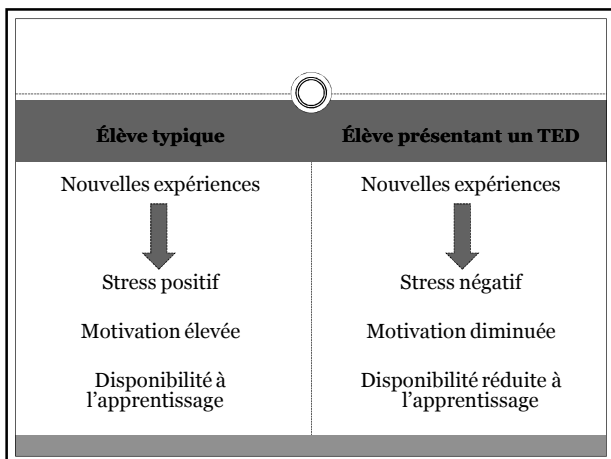 Élève typique
Élève présentant un TED
Nouvelles expériences
Nouvelles expériences
Stress positif
Stress négatif
Motivation élevée
Motivation diminuée
Disponibilité à
l’apprentissage
Disponibilité réduite à
l’apprentissage